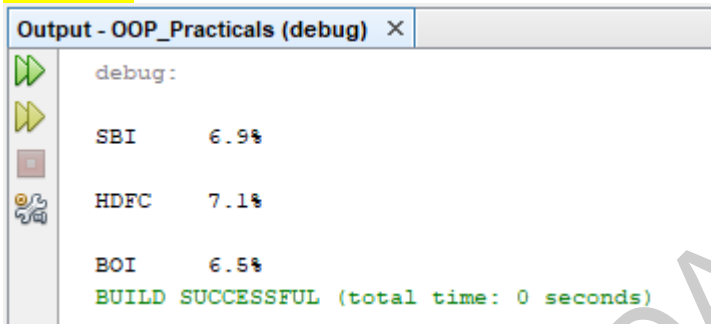 Output - OOP_Practicals (debug) ×
debug:
SBI 6.9%
HDFC 7.1%
BOI 6.5%
BUILD SUCCESSFUL (total time: 0 seconds)